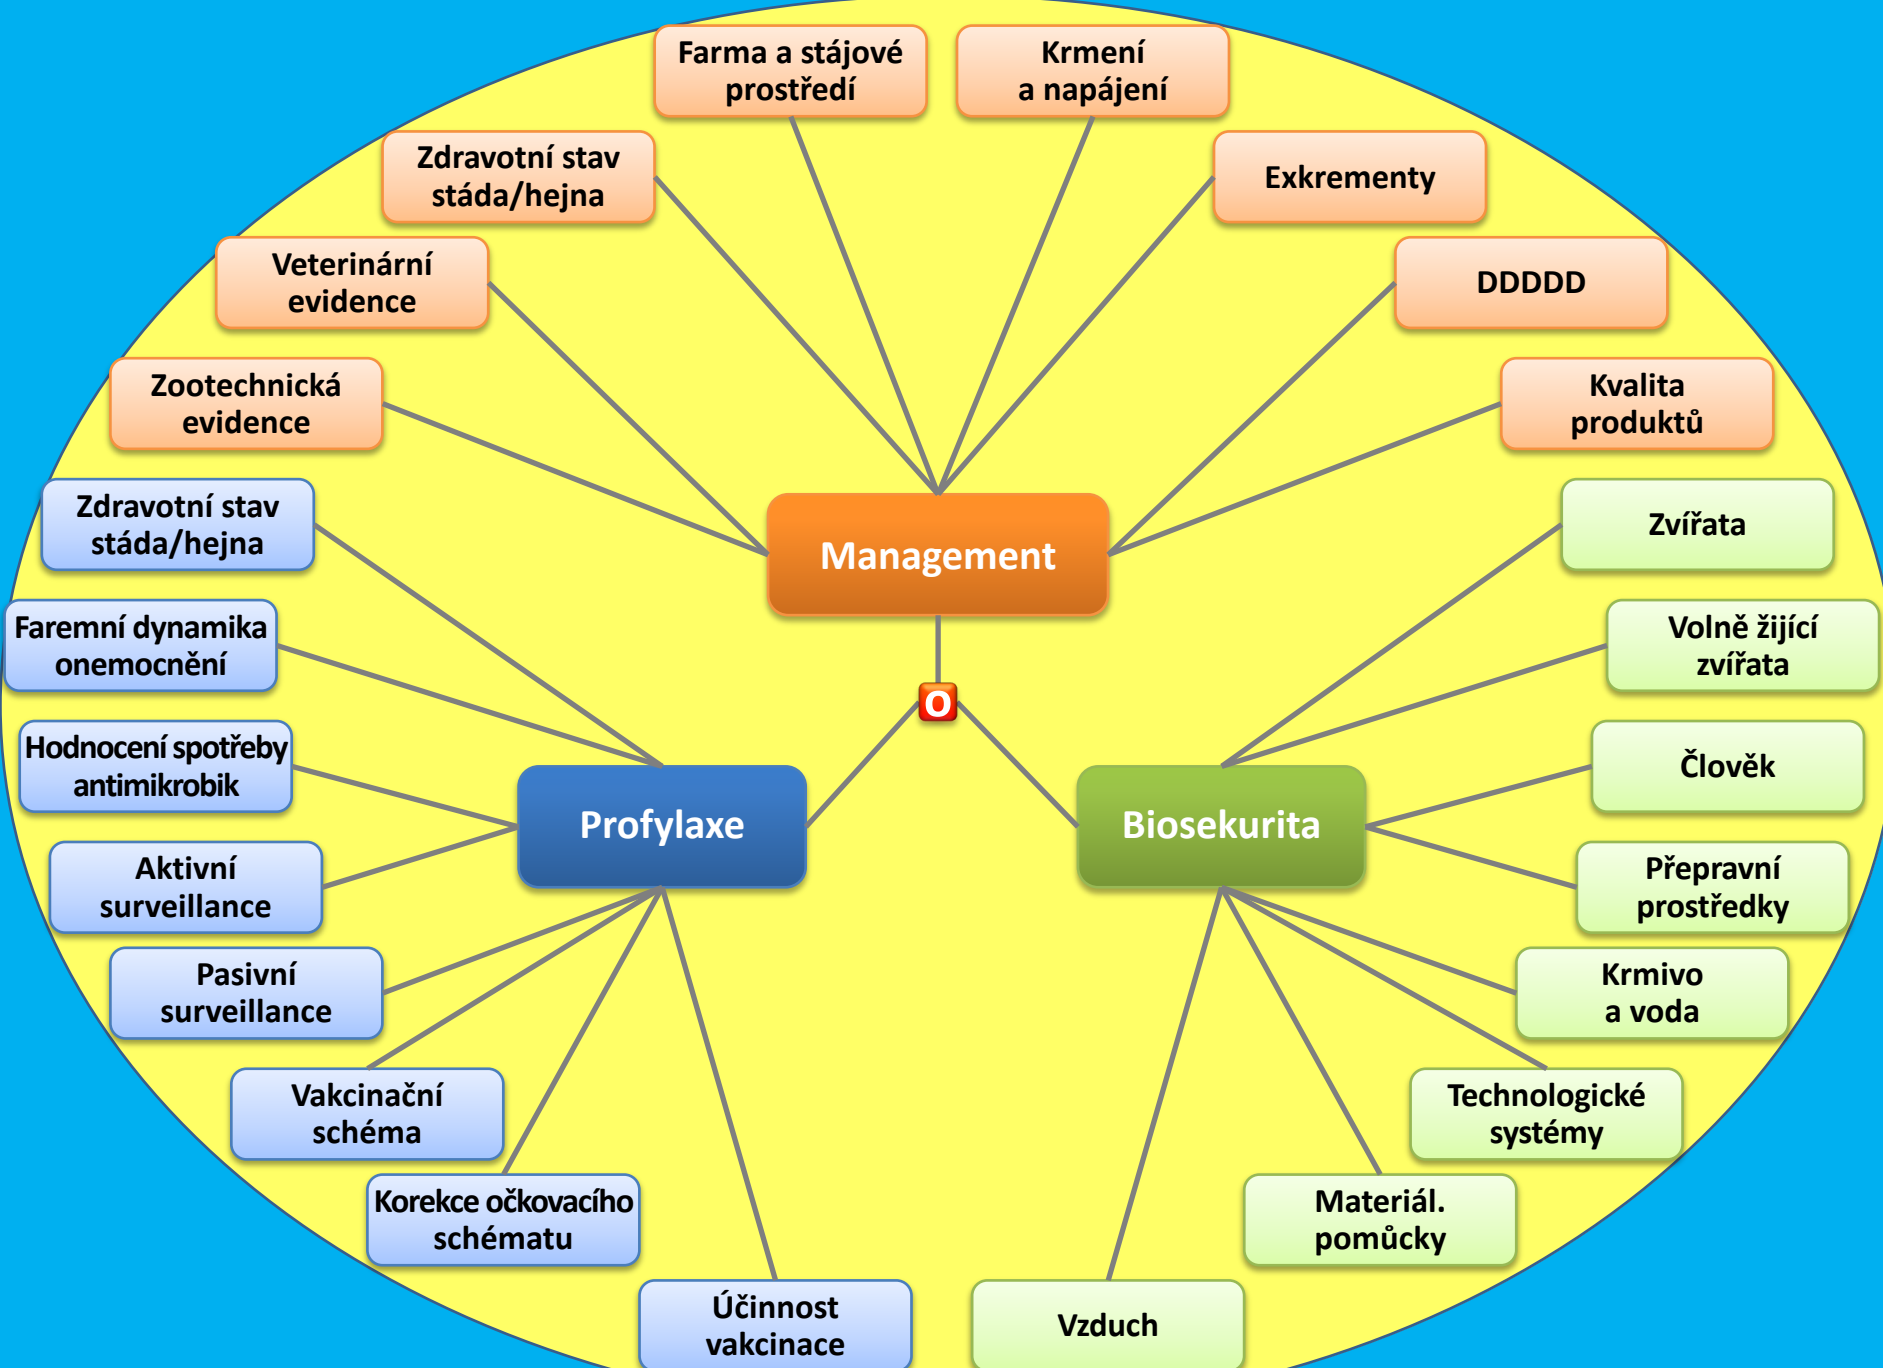 Farma a stájové
prostředí
Krmení
a napájení
Zdravotní stav
stáda/hejna
Exkrementy
Veterinární
evidence
DDDDD
Zootechnická
evidence
Kvalita
produktů
Zdravotní stav
stáda/hejna
Management
Zvířata
Faremní dynamika
onemocnění
Volně žijící
zvířata
O
Hodnocení spotřeby
antimikrobik
Profylaxe
Biosekurita
Člověk
Aktivní
surveillance
Přepravní
prostředky
Pasivní
surveillance
Krmivo
a voda
Vakcinační
schéma
Technologické
systémy
Korekce očkovacího
schématu
Materiál.
pomůcky
Účinnost
vakcinace
Vzduch